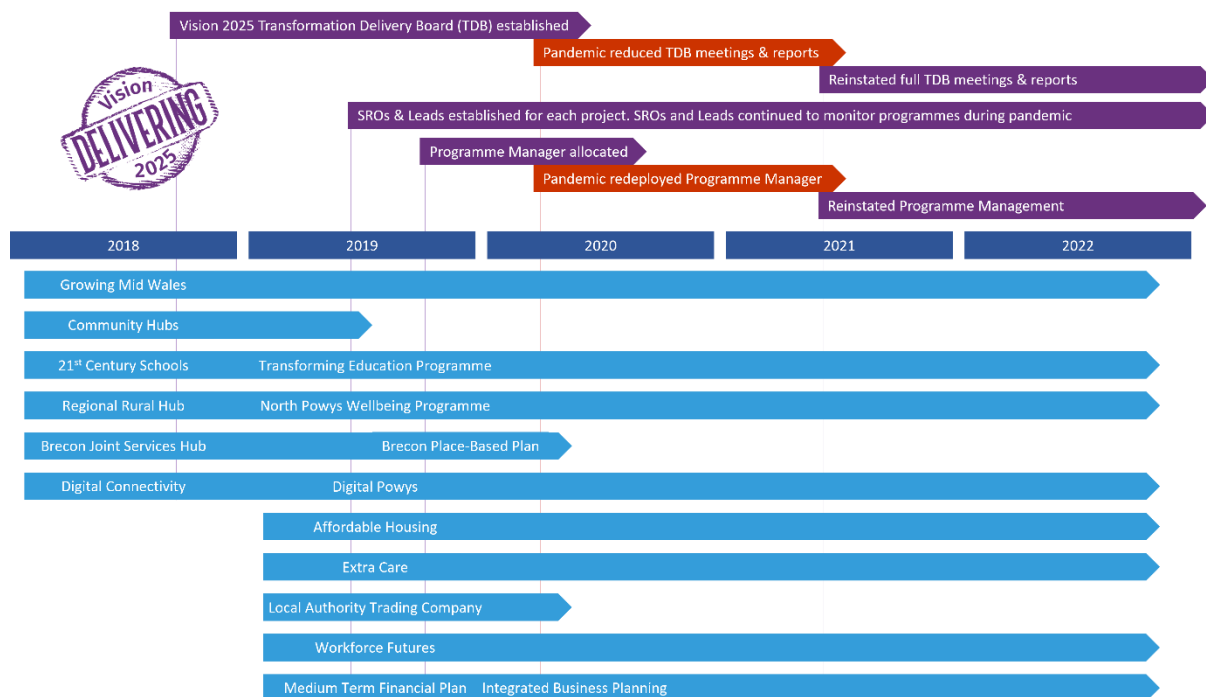 Vision 2025 Transformation Delivery Board (TDB) established
Pandemic reduced TDB meetings & reports
Reinstated full TDB meetings & reports
Vision
DELIVERING
2025
SROs & Leads established for each project. SROs and Leads continued to monitor programmes during pandemic
Programme Manager allocated
Pandemic redeployed Programme Manager
Reinstated Programme Management
2018 2019 2020 2021 2022
Growing Mid Wales
Community Hubs
21st Century Schools Transforming Education Programme
Regional Rural Hub North Powys Wellbeing Programme
Brecon Joint Services Hub Brecon Place-Based Plan
Digital Connectivity Digital Powys
Affordable Housing
Extra Care
Local Authority Trading Company
Workforce Futures
Medium Term Financial Plan Integrated Business Planning